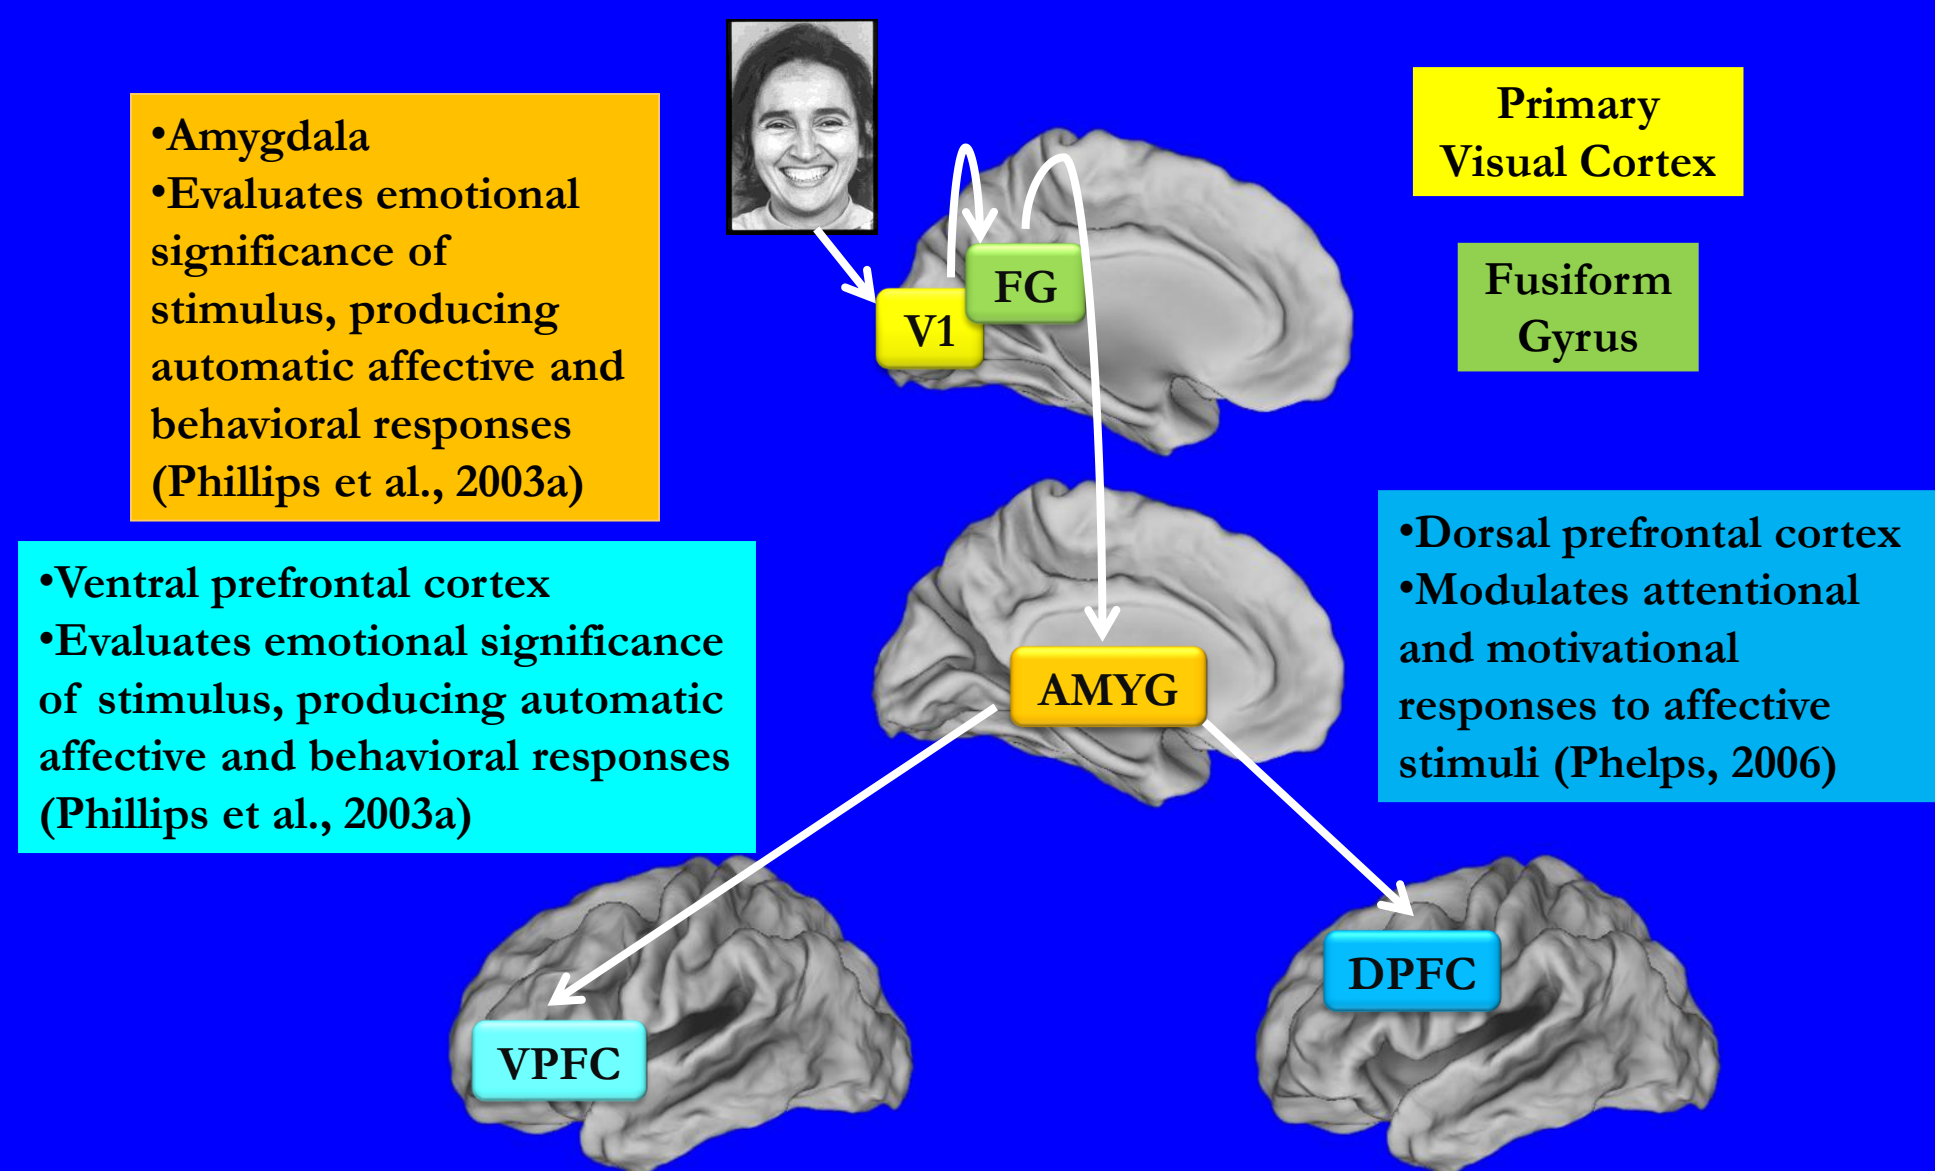 •Amygdala
•Evaluates emotional
significance of
stimulus, producing
automatic affective and
behavioral responses
(Phillips et al., 2003a)
Primary
Visual Cortex
Fusiform
Gyrus
FG
V1
•Ventral prefrontal cortex
•Evaluates emotional significance
of stimulus, producing automatic
affective and behavioral responses
(Phillips et al., 2003a)
AMYG
•Dorsal prefrontal cortex
•Modulates attentional
and motivational
responses to affective
stimuli (Phelps, 2006)
VPFC
DPFC